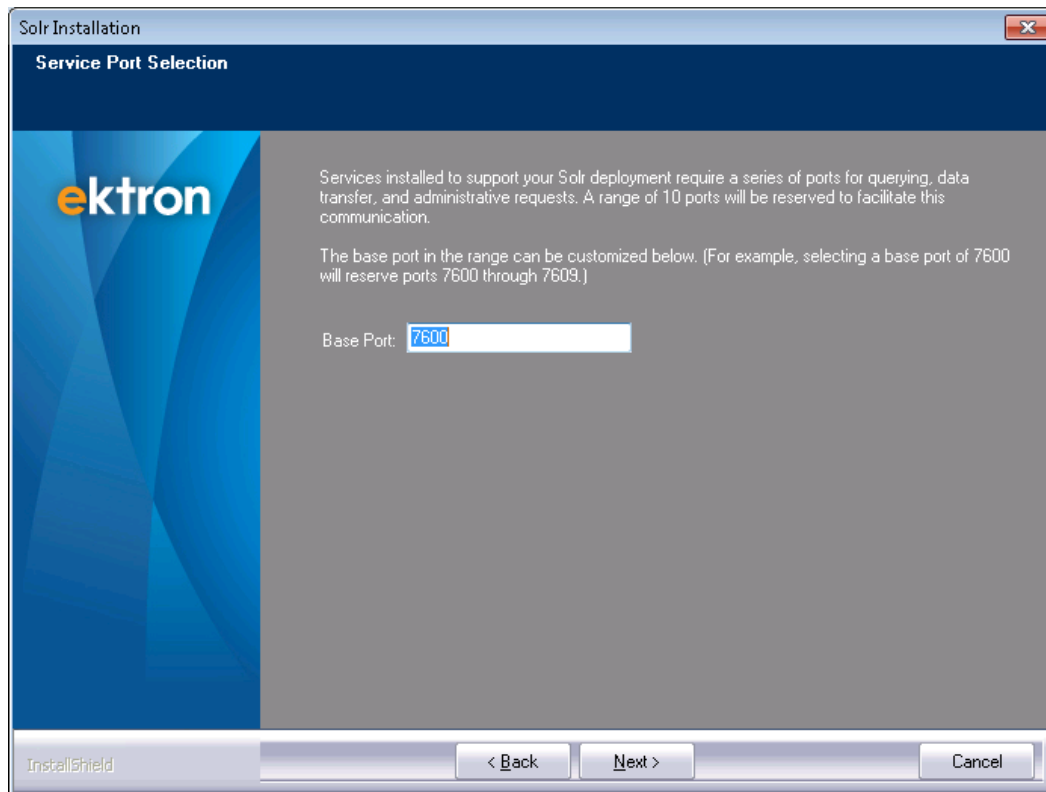 Solr Installation
Service Port Selection
ektron
Services installed to support your Solr deployment require a series of ports for querying, data
transfer, and administrative requests. A range of 10 ports will be reserved to facilitate this
communication.
The base port in the range can be customized below. (For example, selecting a base port of 7600
will reserve ports 7600 through 7609.)
Base Port: 7600
InstallShield
< Back
Next >
Cancel